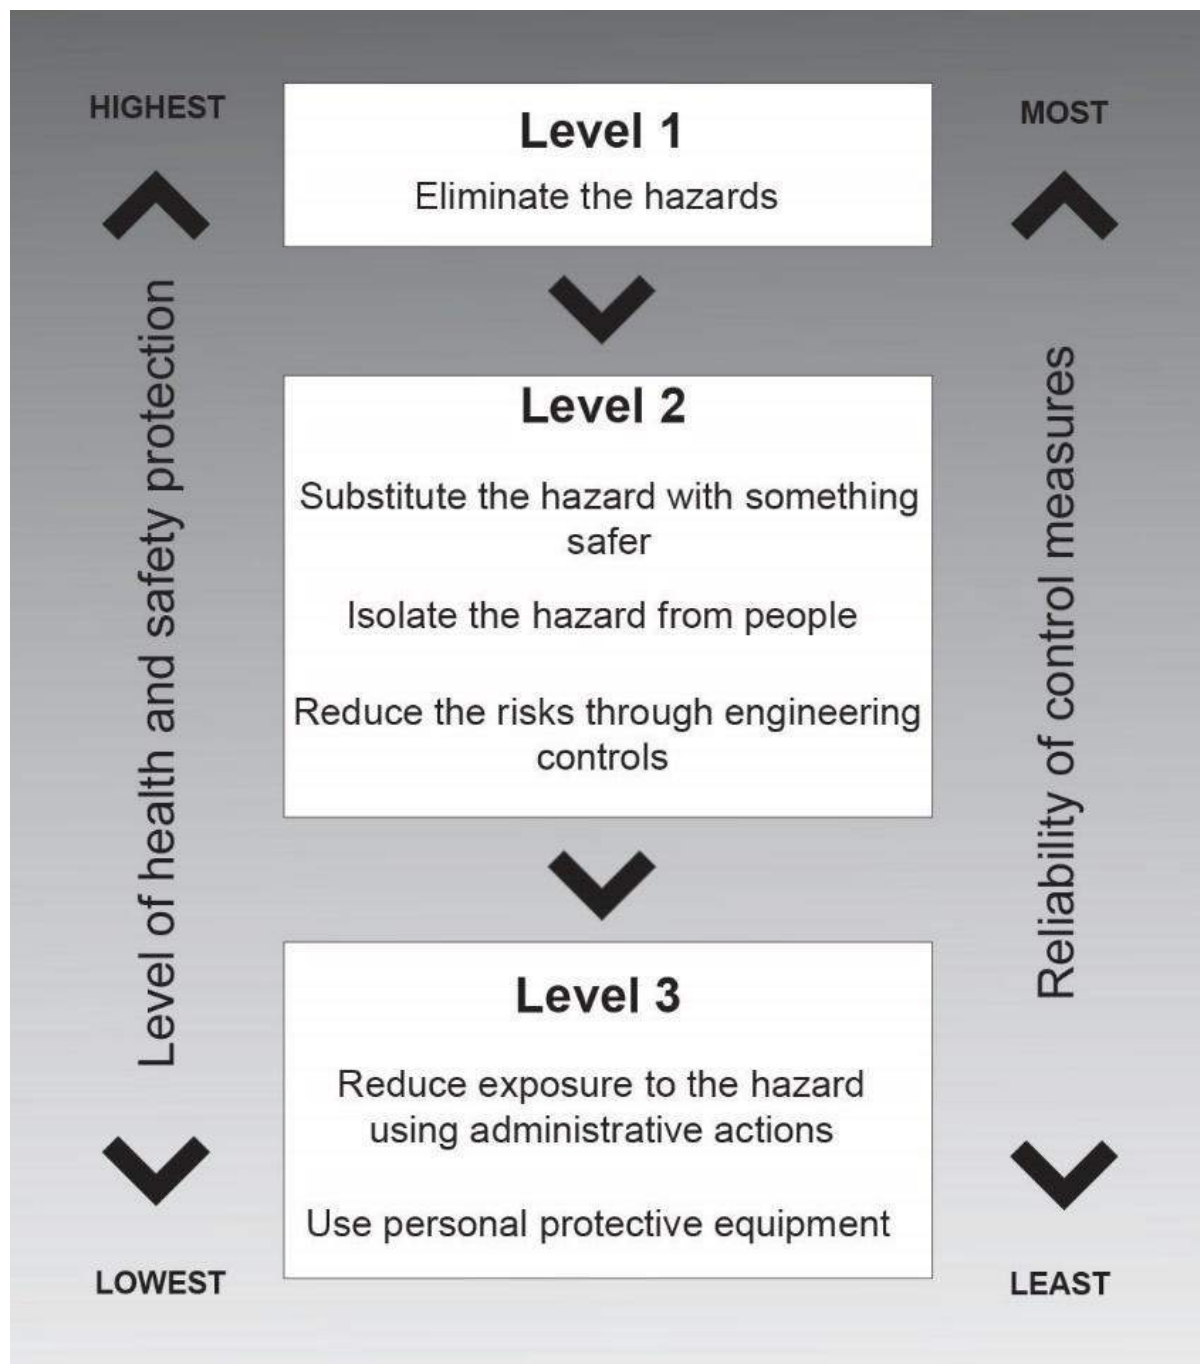 HIGHEST
Level 1
Eliminate the hazards
MOST
Level of health and safety protection
Level 2
Substitute the hazard with something
safer
Isolate the hazard from people
Reduce the risks through engineering
controls
Reliability of control measures
Level 3
Reduce exposure to the hazard
using administrative actions
Use personal protective equipment
LOWEST
LEAST